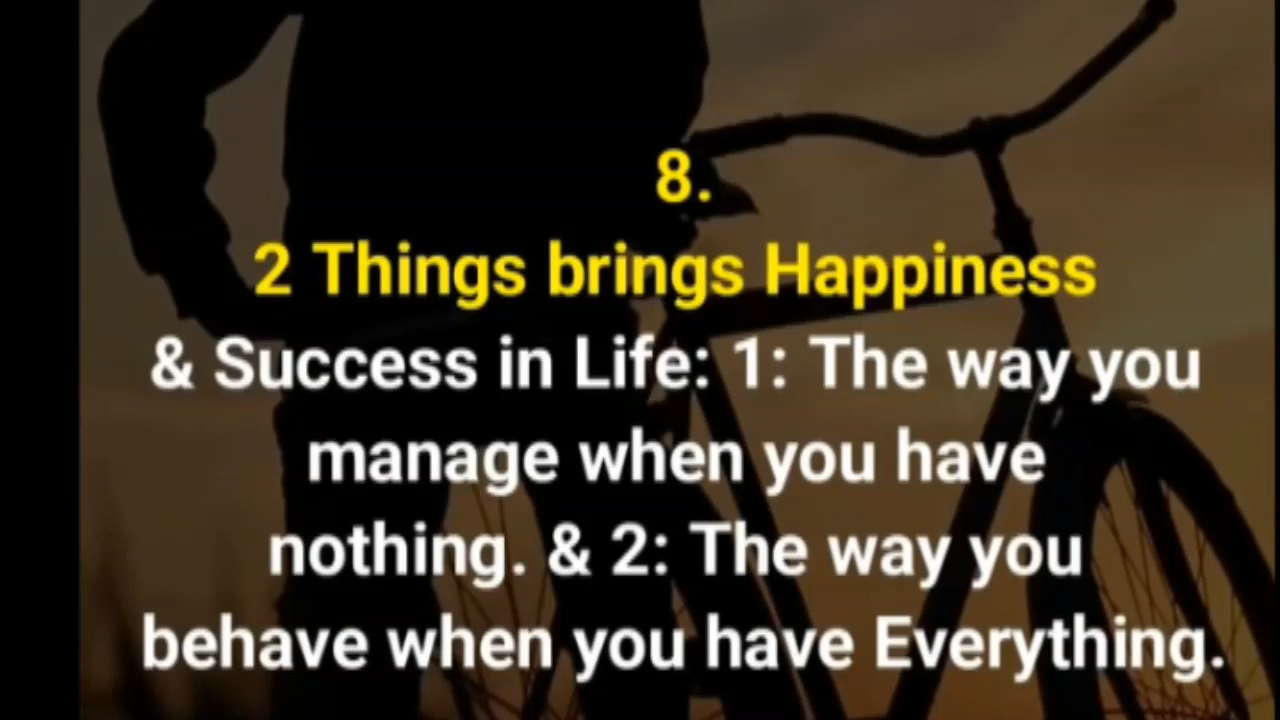 8.
2 Things brings Happiness
& Success in Life: 1: The way you
manage when you have
nothing. & 2: The way you
behave when you have Everything.